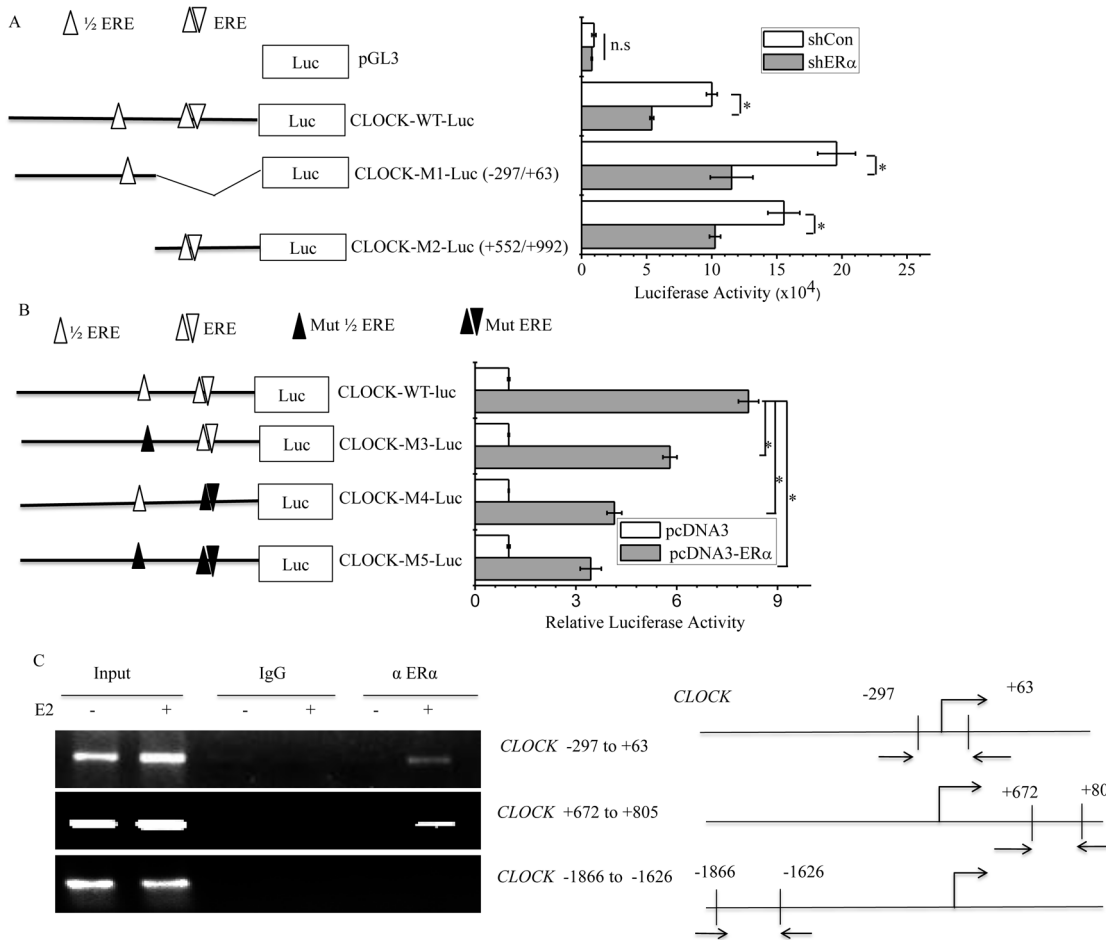 A
½ ERE
ERE
Luc
pGL3
Luc
CLOCK-WT-Luc
Luc
CLOCK-M1-Luc (-297/+63)
Luc
CLOCK-M2-Luc (+552/+992)
n.s
*
*
*
shCon
shERα
0 5 10 15 20 25
Luciferase Activity (x10⁴)
B
½ ERE
ERE
Mut ½ ERE
Mut ERE
Luc
CLOCK-WT-luc
Luc
CLOCK-M3-Luc
Luc
CLOCK-M4-Luc
Luc
CLOCK-M5-Luc
*
*
*
pcDNA3
pcDNA3-ERα
0 3 6 9
Relative Luciferase Activity
C
Input IgG α ERα
E2 - + - + - +
CLOCK -297 to +63
CLOCK +672 to +805
CLOCK -1866 to -1626
CLOCK
-297 +63
+672 +80
-1866 -1626